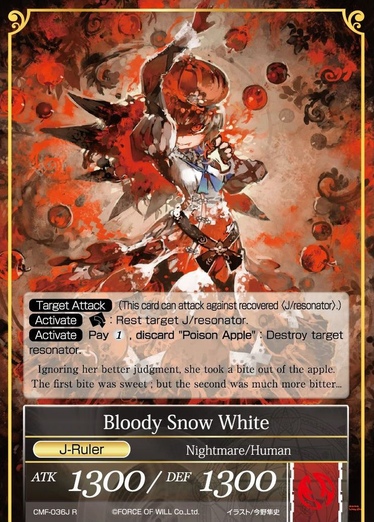 Target Attack (This card can attack against recovered 〈J/resonator〉.)
Activate : Rest target J/resonator.
Activate Pay 1 , discard "Poison Apple" : Destroy target
resonator.
Ignoring her better judgment, she took a bite out of the apple.
The first bite was sweet ; but the second was much more bitter...
Bloody Snow White
J-Ruler Nightmare/Human
ATK 1300/ DEF 1300
CMF-036J R ©FORCE OF WILL Co.,Ltd. イラスト/今野隼史